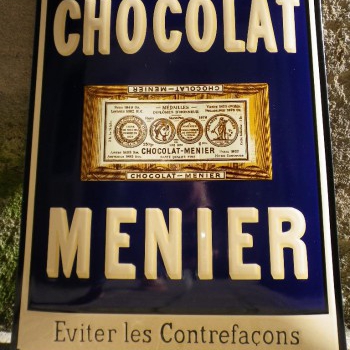 CHOCOLAT
CHOCOLAT-MENIER
MÉDAILLES
CHOCOLAT-MENIER
CHOCOLAT-MENIER
MENIER
Eviter les Contrefaçons